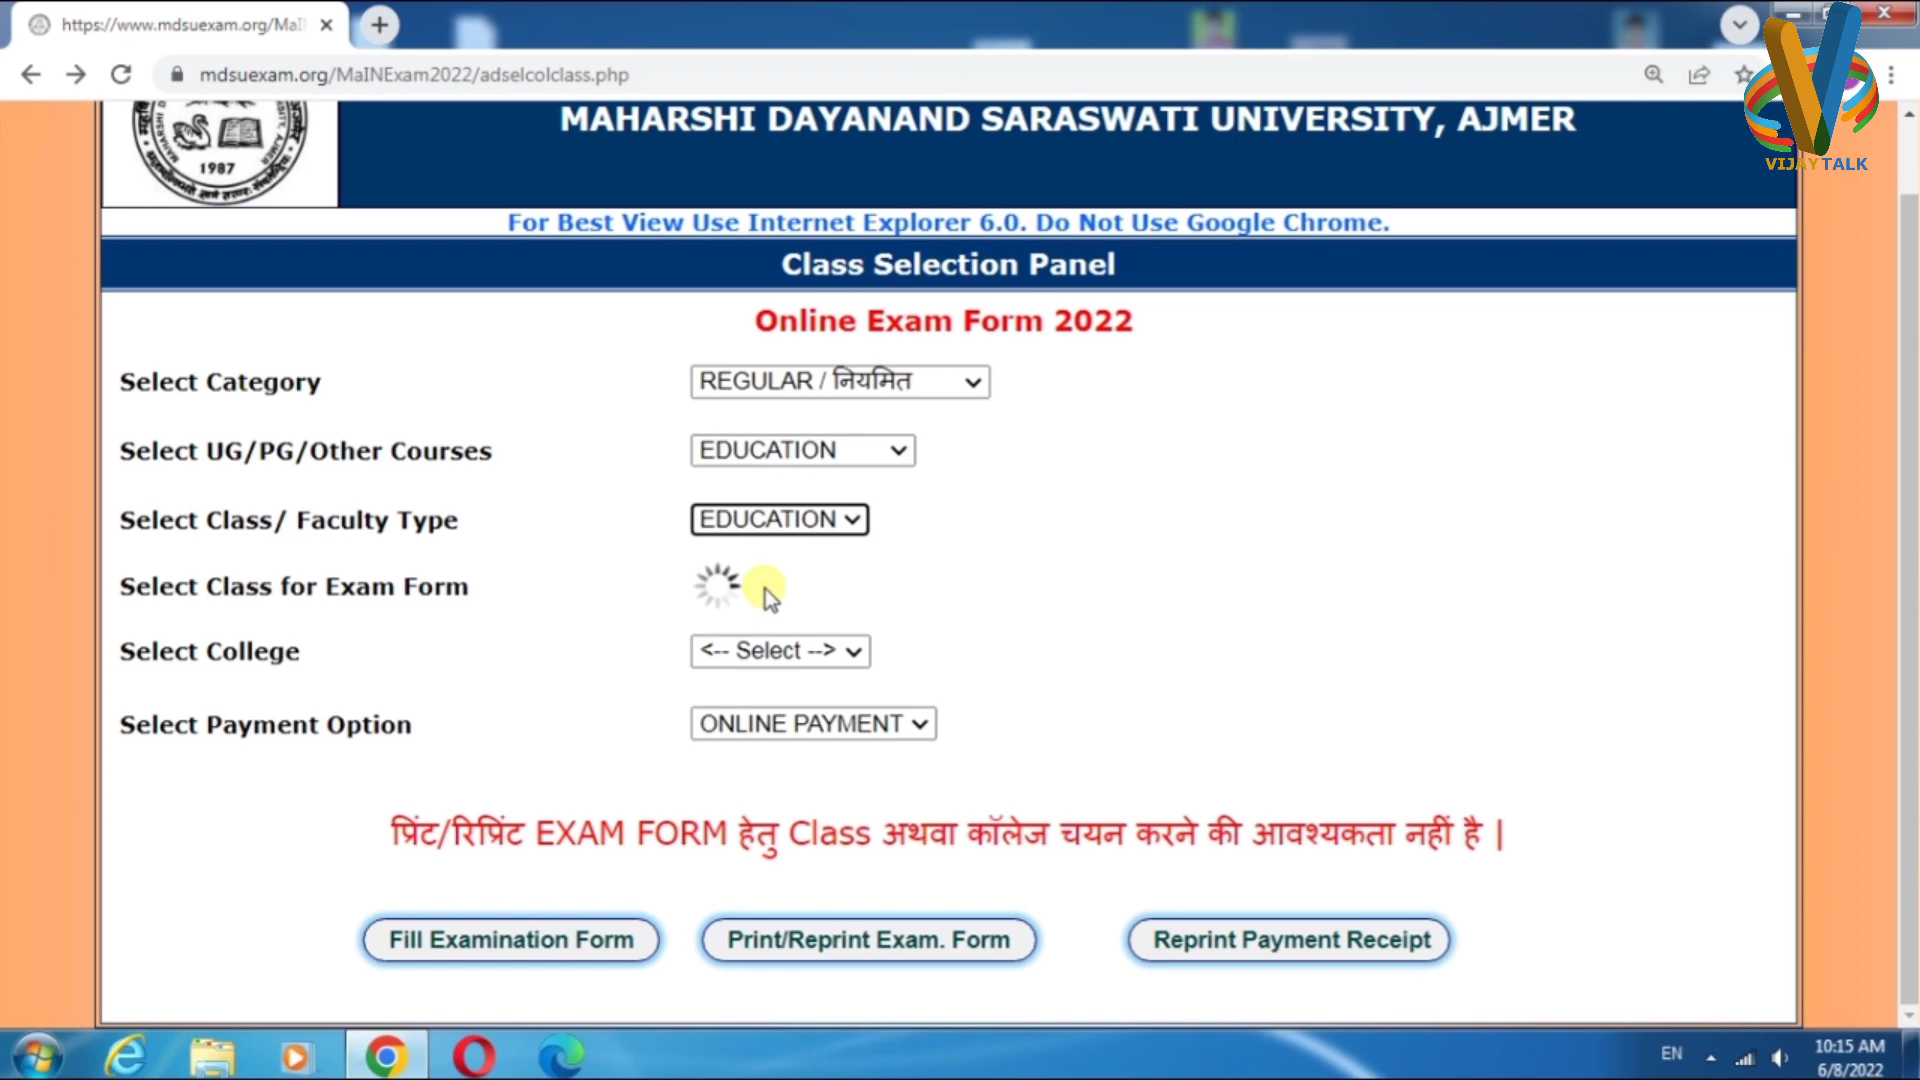 https://www.mdsuexam.org/MaI
mdsuexam.org/MaINExam2022/adselcolclass.php
VIJAYTALK
1987
MAHARSHI DAYANAND SARASWATI UNIVERSITY, AJMER
For Best View Use Internet Explorer 6.0. Do Not Use Google Chrome.
Class Selection Panel
Online Exam Form 2022
Select Category
REGULAR / नियमित
Select UG/PG/Other Courses
EDUCATION
Select Class/ Faculty Type
EDUCATION
Select Class for Exam Form
Select College
<-- Select -->
Select Payment Option
ONLINE PAYMENT
प्रिंट/रिप्रिंट EXAM FORM हेतु Class अथवा कॉलेज चयन करने की आवश्यकता नहीं है |
Fill Examination Form
Print/Reprint Exam. Form
Reprint Payment Receipt
EN
10:15 AM
6/8/2022